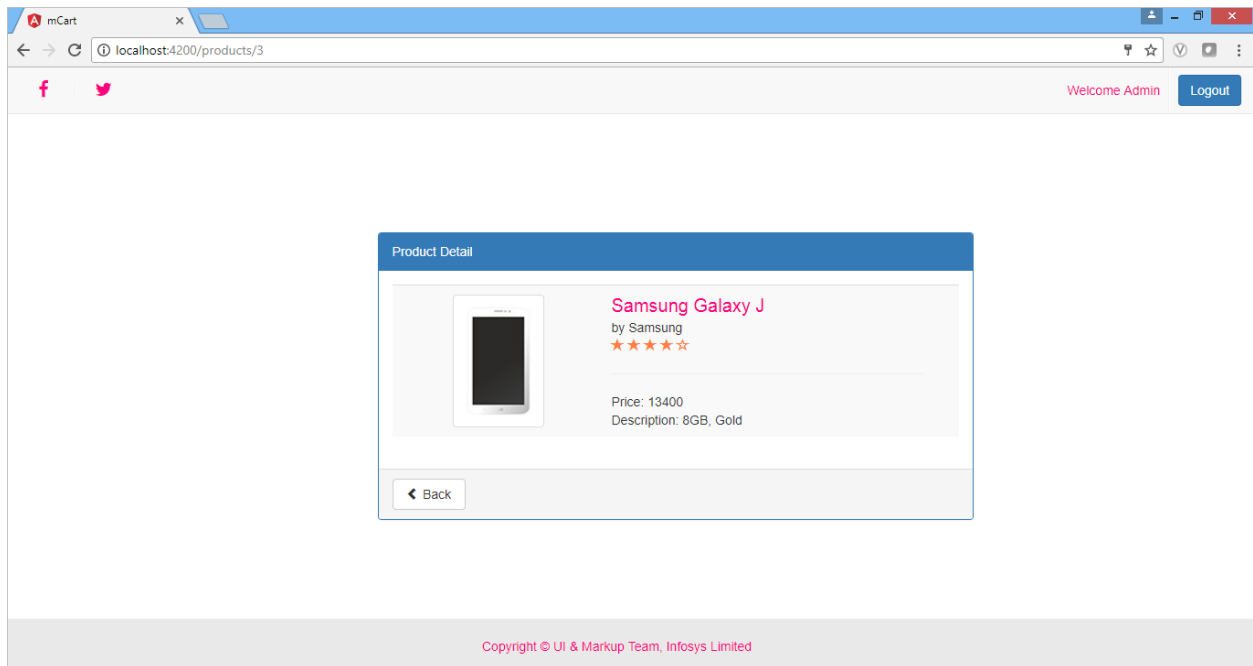 mCart
localhost:4200/products/3
Welcome Admin
Logout
Product Detail
Samsung Galaxy J
by Samsung
Price: 13400
Description: 8GB, Gold
Back
Copyright © UI & Markup Team, Infosys Limited